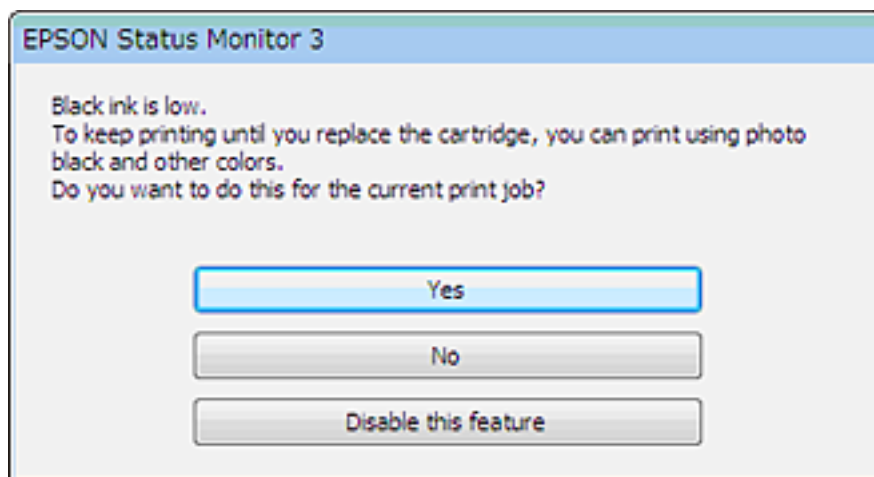 EPSON Status Monitor 3
Black ink is low.
To keep printing until you replace the cartridge, you can print using photo
black and other colors.
Do you want to do this for the current print job?
Yes
No
Disable this feature